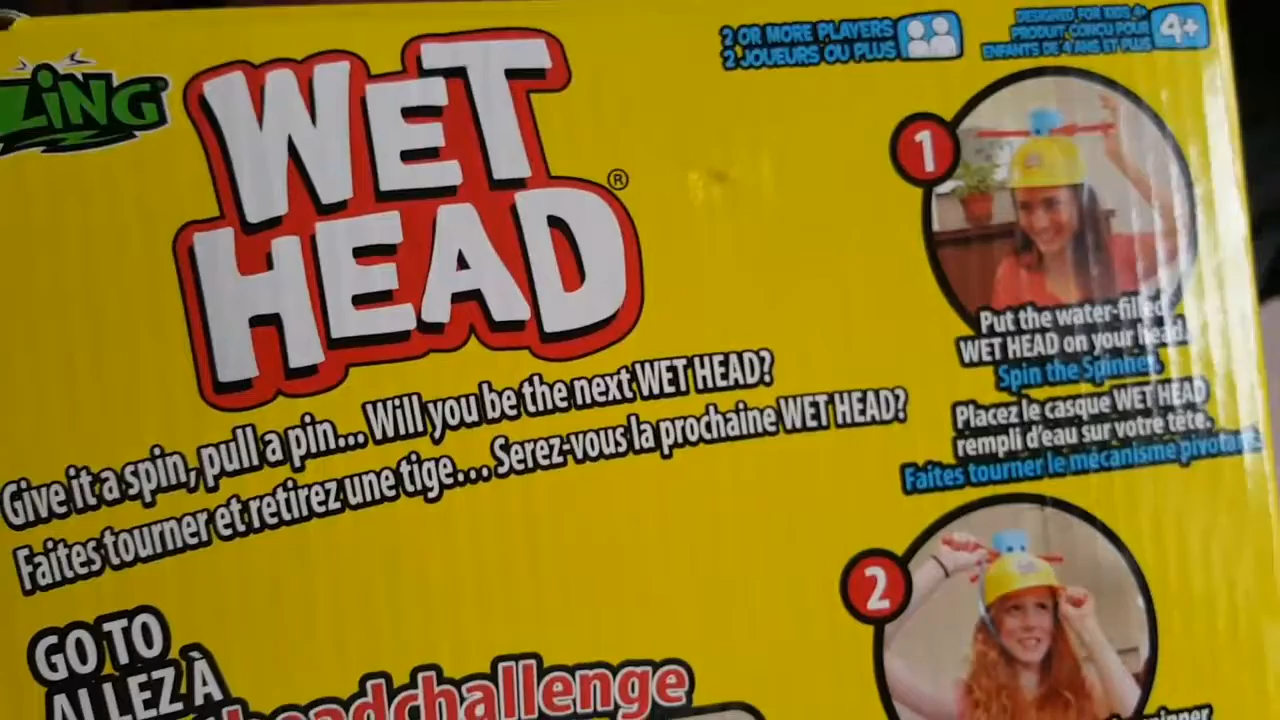 2 OR MORE PLAYERS
2 JOUEURS OU PLUS
DESIGNED FOR KIDS 4+
PRODUIT CONÇU POUR
ENFANTS DE 4 ANS ET PLUS
4+
ZiNG
WET
HEAD®
Give it a spin, pull a pin... Will you be the next WET HEAD?
Faites tourner et retirez une tige... Serez-vous la prochaine WET HEAD?
1
Put the water-filled
WET HEAD on your head.
Spin the Spinner.
Placez le casque WET HEAD
rempli d'eau sur votre tête.
Faites tourner le mécanisme pivotant.
2
GO TO
ALLEZ À
headchallenge